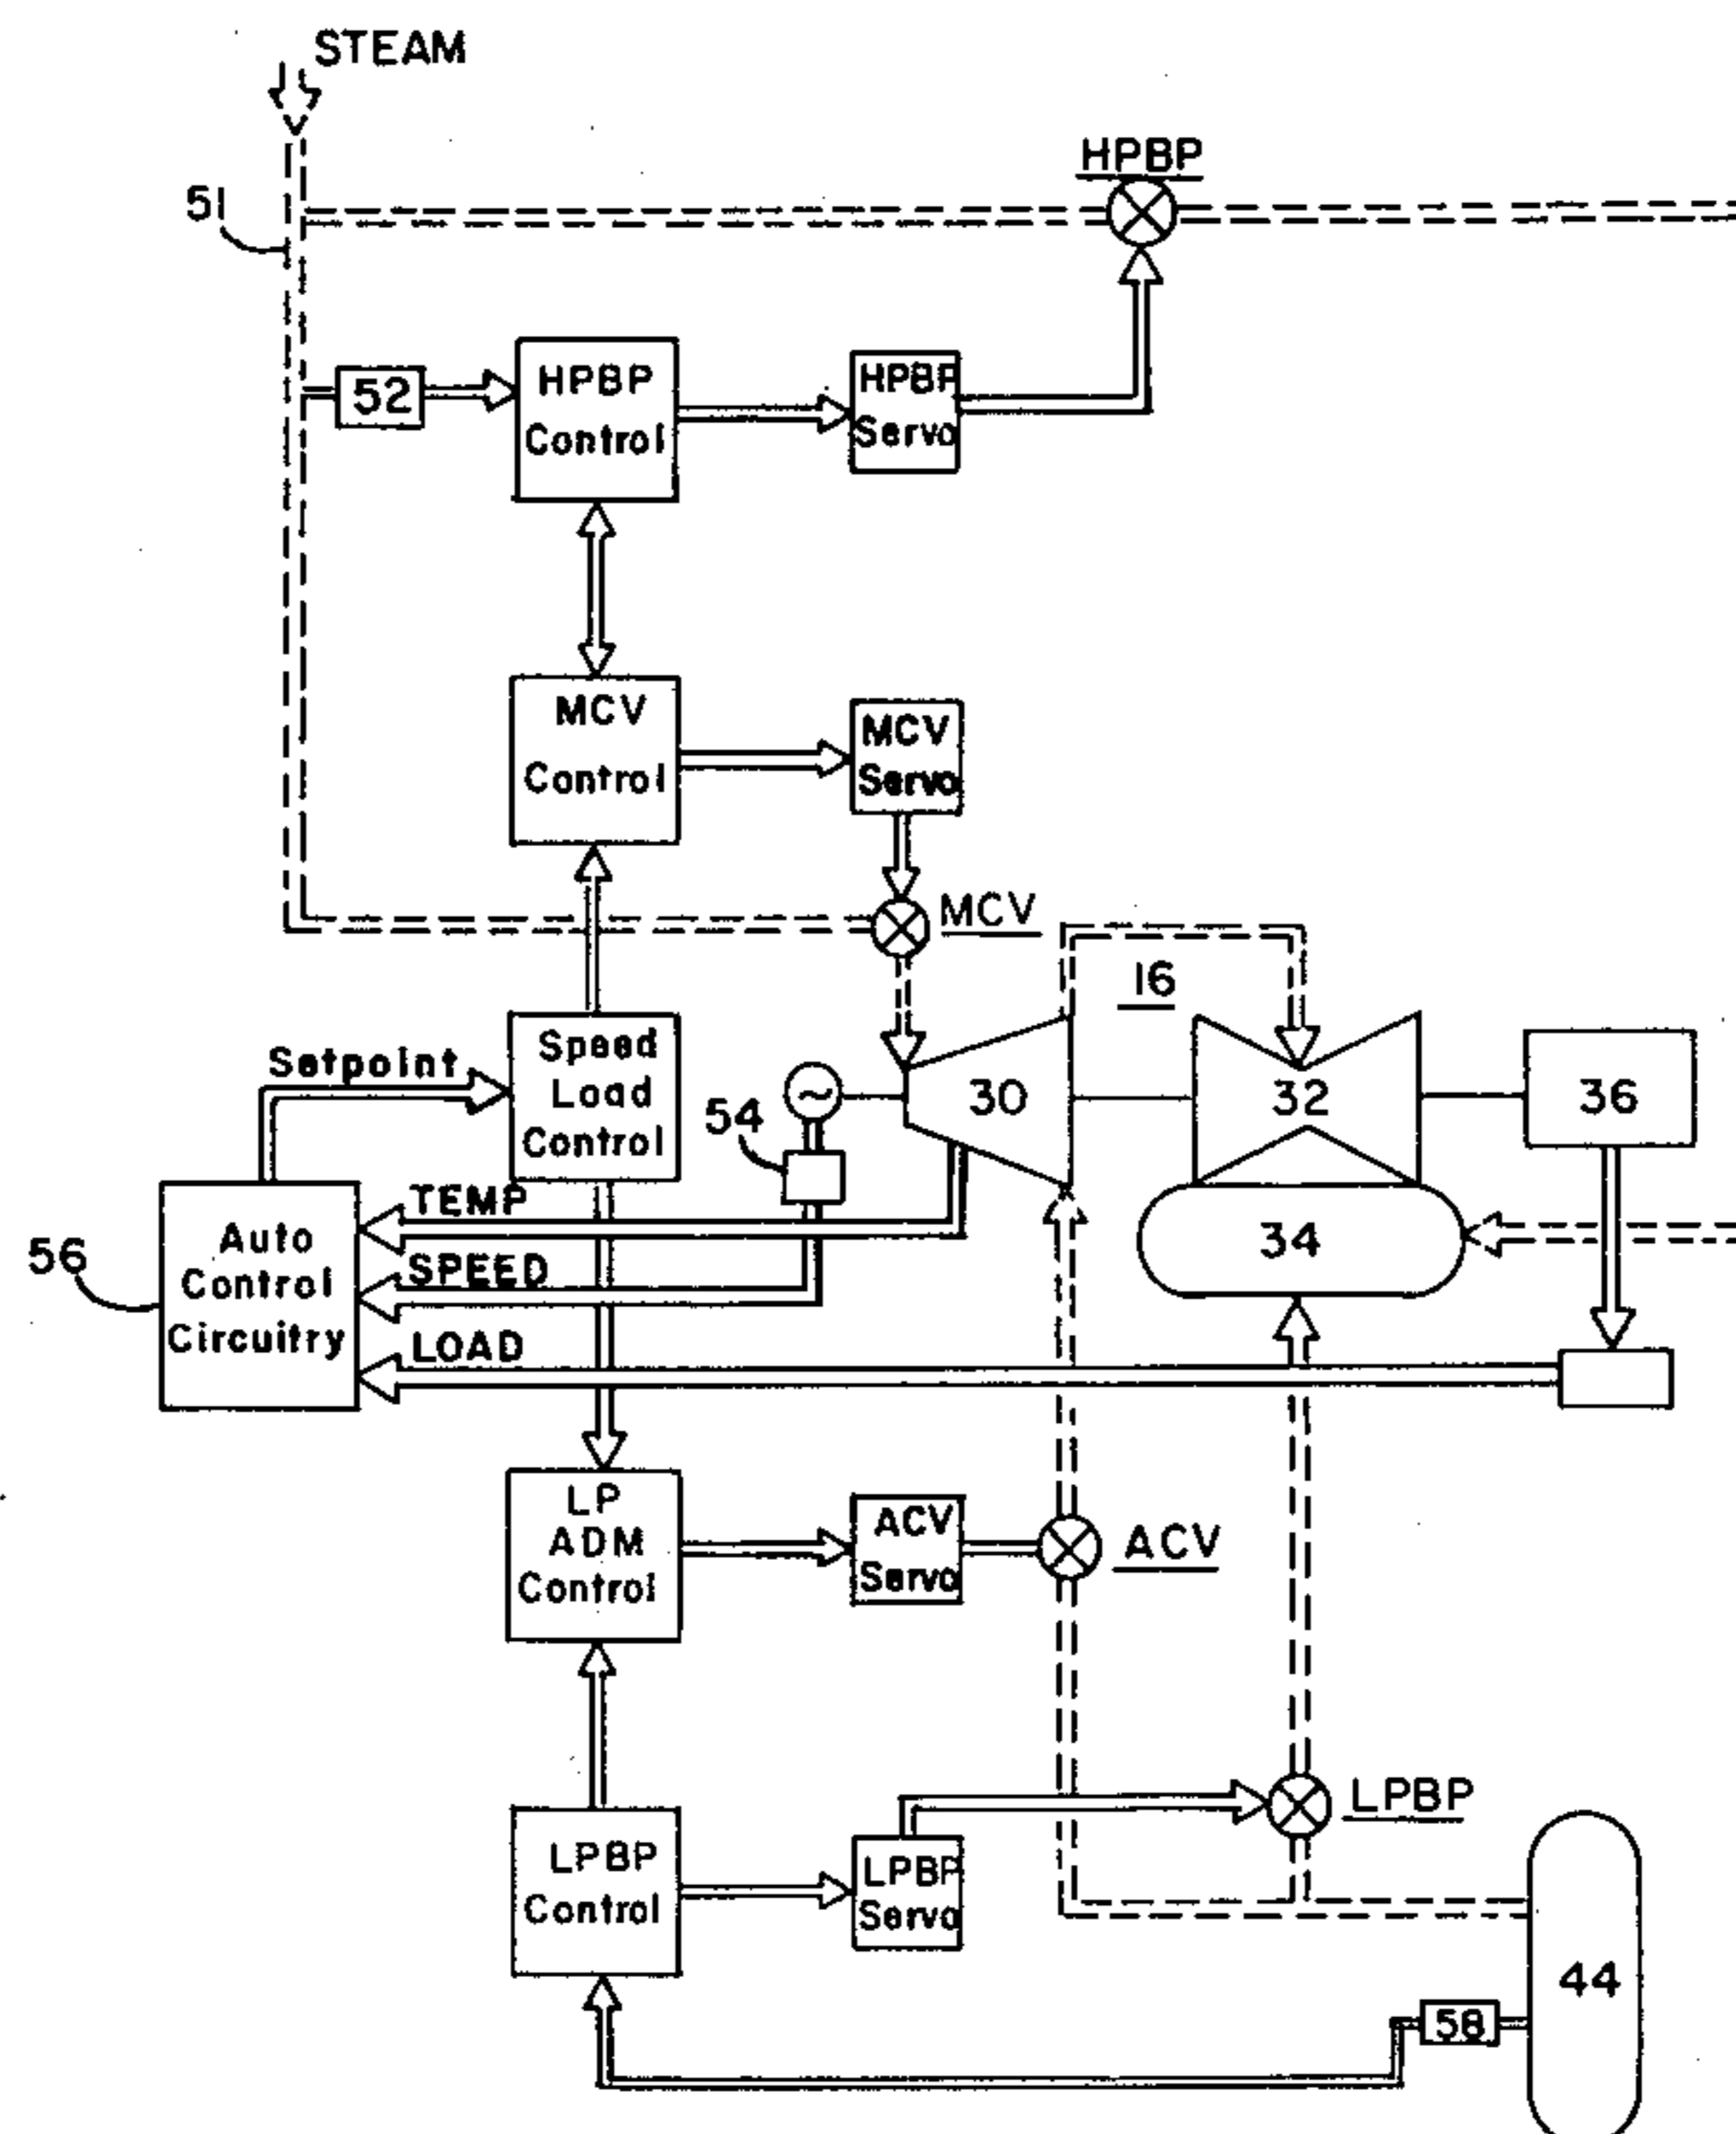 STEAM
HPBP
51
52
HPBP
Control
HPBP
Servo
MCV
Control
MCV
Servo
MCV
16
Setpoint
Speed
Load
Control
54
30
32
36
TEMP
34
56
Auto
Control
Circuitry
SPEED
LOAD
LP
ADM
Control
ACV
Servo
ACV
LPBP
LPBP
Control
LPBP
Servo
44
58